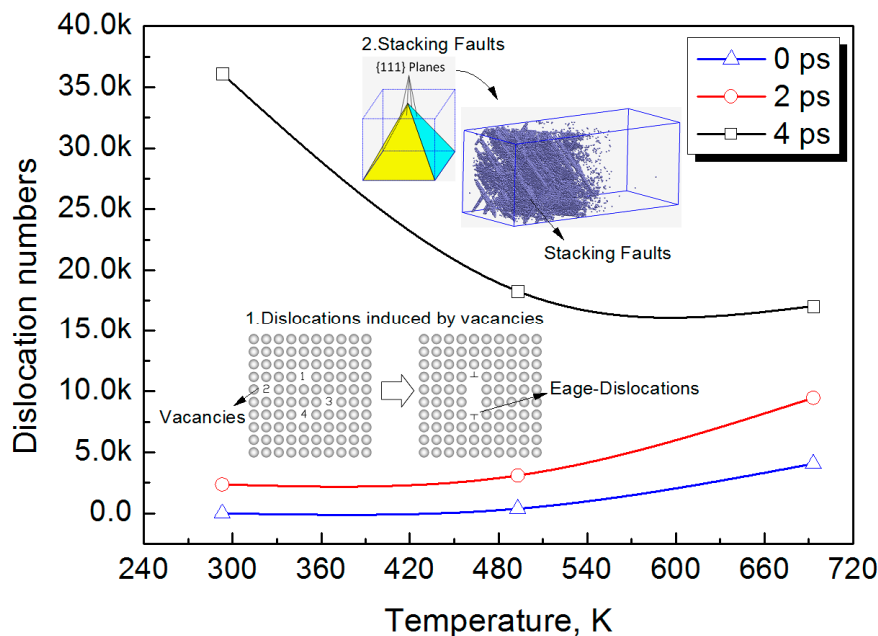 40.0k
35.0k
30.0k
25.0k
20.0k
15.0k
10.0k
5.0k
0.0
Dislocation numbers
240
300
360
420
480
540
600
660
720
Temperature, K
0 ps
2 ps
4 ps
2.Stacking Faults
{111} Planes
Stacking Faults
1.Dislocations induced by vacancies
1
2
3
4
Vacancies
Eage-Dislocations